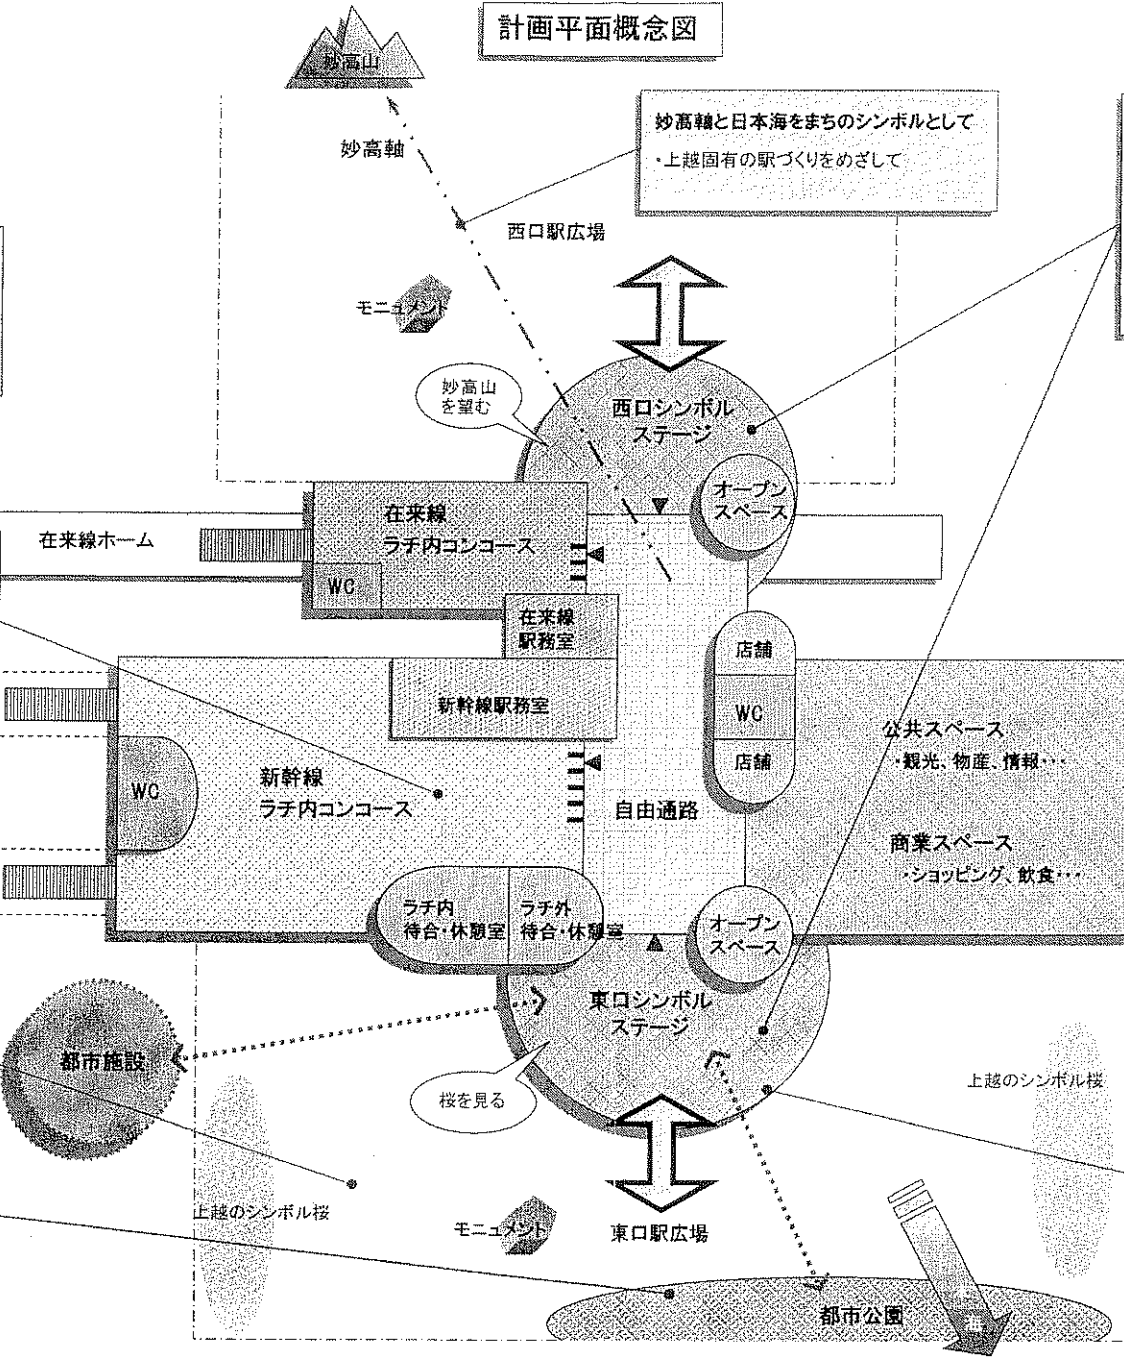 計画平面概念図
妙高山
妙高軸と日本海をまちのシンボルとして
・上越固有の駅づくりをめざして
妙高軸
西口駅広場
モニュメント
妙高山
を望む
西口シンボル
ステージ
オープン
スペース
在来線ホーム
在来線
ラチ内コンコース
WC
在来線
駅務室
新幹線駅務室
店舗
WC
店舗
公共スペース
・観光、物産、情報・・・
WC
新幹線
ラチ内コンコース
自由通路
商業スペース
・ショッピング、飲食・・・
ラチ内
待合・休憩室
ラチ外
待合・休憩室
オープン
スペース
東口シンボル
ステージ
都市施設
桜を見る
上越のシンボル桜
上越のシンボル桜
モニュメント
東口駅広場
都市公園
海